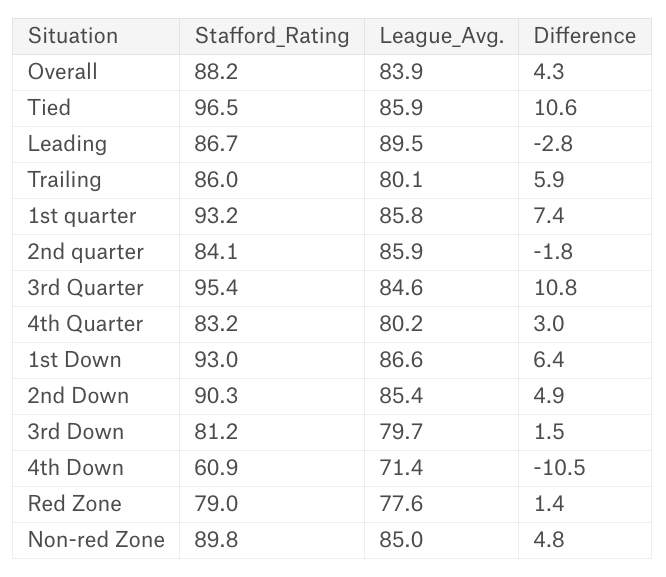 Situation Stafford_Rating League_Avg. Difference
Overall 88.2 83.9 4.3
Tied 96.5 85.9 10.6
Leading 86.7 89.5 -2.8
Trailing 86.0 80.1 5.9
1st quarter 93.2 85.8 7.4
2nd quarter 84.1 85.9 -1.8
3rd Quarter 95.4 84.6 10.8
4th Quarter 83.2 80.2 3.0
1st Down 93.0 86.6 6.4
2nd Down 90.3 85.4 4.9
3rd Down 81.2 79.7 1.5
4th Down 60.9 71.4 -10.5
Red Zone 79.0 77.6 1.4
Non-red Zone 89.8 85.0 4.8